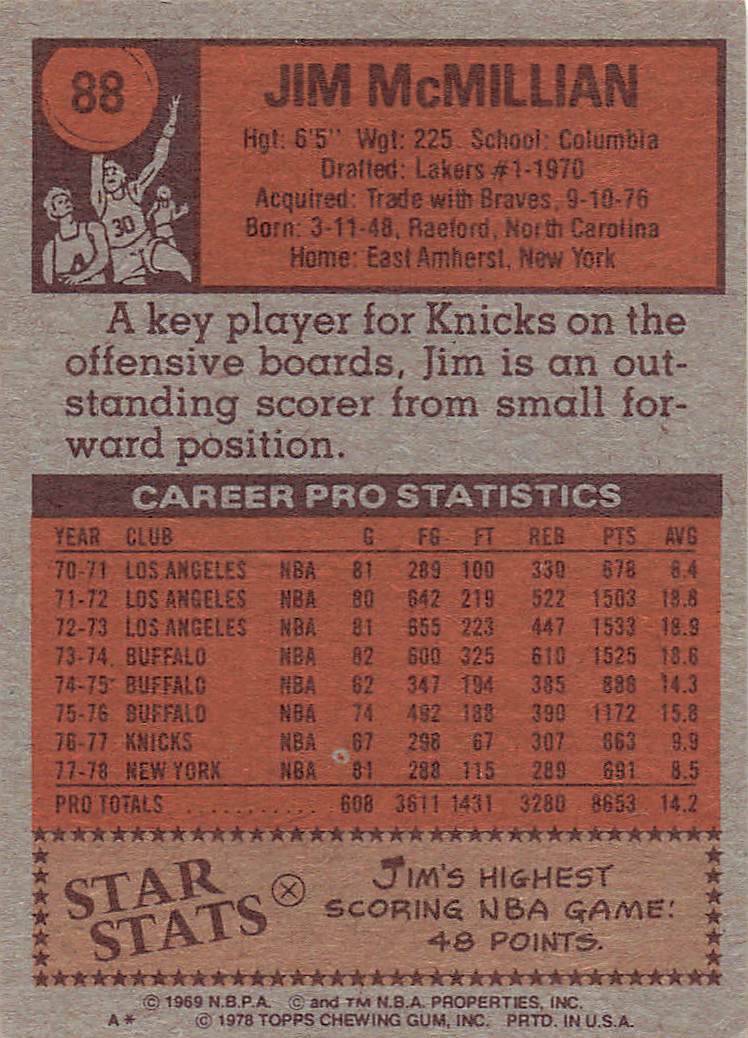 88
JIM McMILLIAN
Hgt: 6'5" Wgt: 225 School: Columbia
Drafted: Lakers #1-1970
Acquired: Trade with Braves, 9-10-76
Born: 3-11-48, Raeford, North Carolina
Home: East Amherst, New York
30
A key player for Knicks on the
offensive boards, Jim is an out-
standing scorer from small for-
ward position.
CAREER PRO STATISTICS
YEAR CLUB G FG FT REB PTS AVG
70-71 LOS ANGELES NBA 81 289 100 330 678 8.4
71-72 LOS ANGELES NBA 80 642 219 522 1503 18.8
72-73 LOS ANGELES NBA 81 655 223 447 1533 18.9
73-74 BUFFALO NBA 82 600 325 610 1525 18.6
74-75 BUFFALO NBA 62 347 194 385 888 14.3
75-76 BUFFALO NBA 74 492 188 390 1172 15.8
76-77 KNICKS NBA 67 298 67 307 663 9.9
77-78 NEW YORK NBA 81 288 115 289 691 8.5
PRO TOTALS . . . . . . . . . . . 608 3611 1431 3280 8653 14.2
STAR
STATS
JIM'S HIGHEST
SCORING NBA GAME!
48 POINTS.
© 1969 N.B.P.A. © and TM N.B.A. PROPERTIES, INC.
A* © 1978 TOPPS CHEWING GUM, INC. PRTD. IN U.S.A.